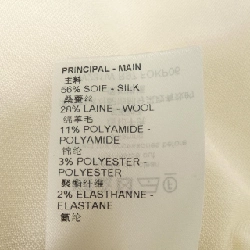 PRINCIPAL - MAIN
主料
56% SOIE - SILK
桑蚕丝
28% LAINE - WOOL
绵羊毛
11% POLYAMIDE -
POLYAMIDE
锦纶
3% POLYESTER -
POLYESTER
聚酯纤维
2% ELASTHANNE -
ELASTANE
氨纶